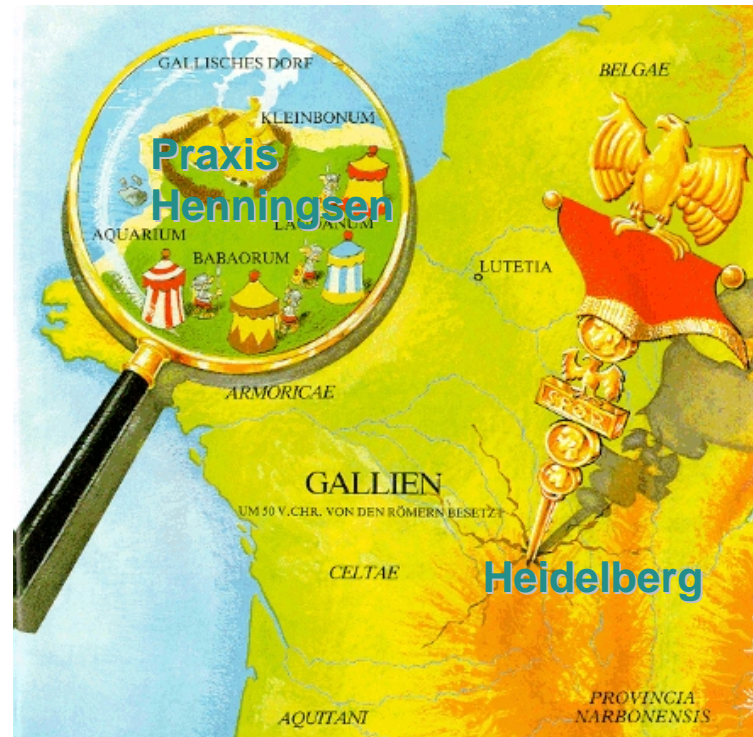 GALLISCHES DORF
KLEINBONUM
Praxis
Henningsen
LAUDANUM
AQUARIUM
BABAORUM
BELGAE
LUTETIA
ARMORICAE
GALLIEN
UM 50 V.CHR. VON DEN RÖMERN BESETZT
CELTAE
Heidelberg
AQUITANI
PROVINCIA
NARBONENSIS